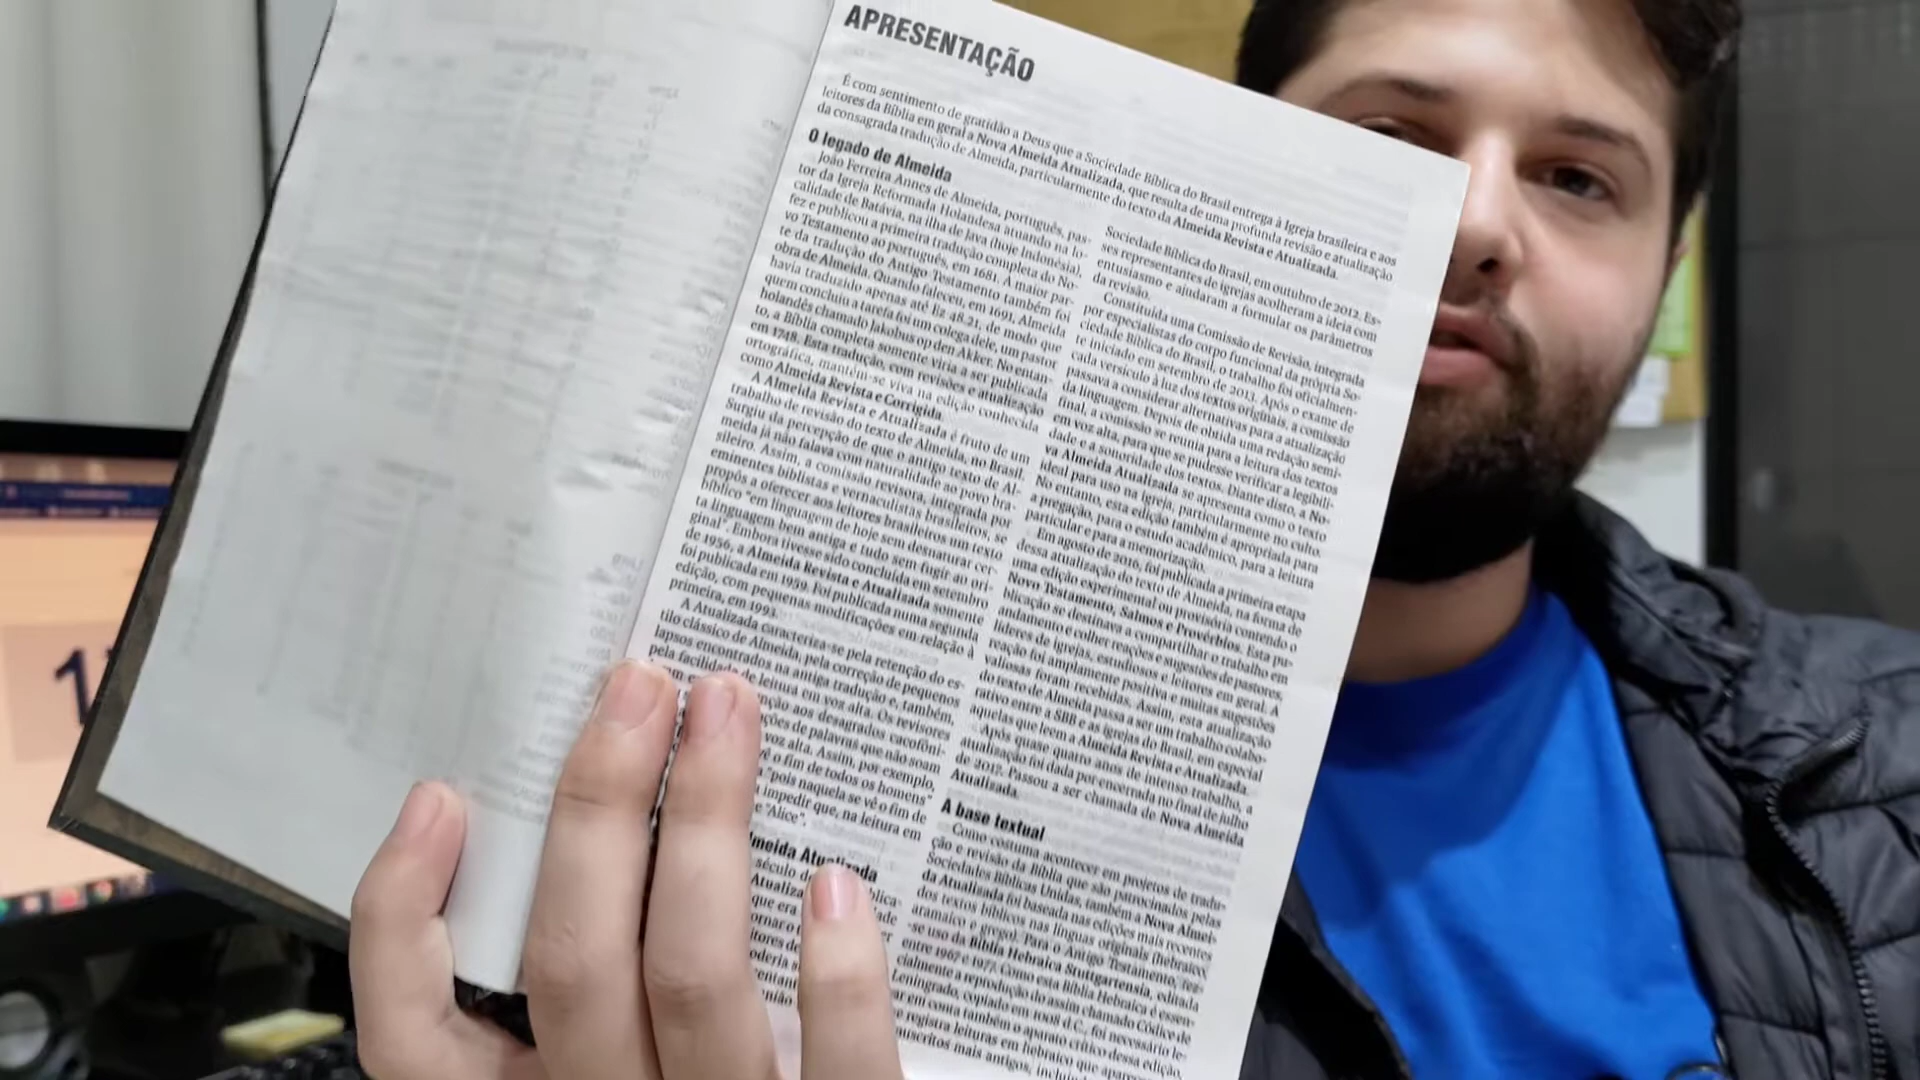 APRESENTAÇÃO
É com sentimento de gratidão a Deus que a Sociedade Bíblica do Brasil entrega à Igreja brasileira e aos
leitores da Bíblia em geral a Nova Almeida Atualizada, que resulta de uma profunda revisão e atualização
da consagrada tradução de Almeida, particularmente do texto da Almeida Revista e Atualizada.
O legado de Almeida
João Ferreira Annes de Almeida, português, pas-
tor da Igreja Reformada Holandesa atuando na lo-
calidade de Batávia, na ilha de Java (hoje Indonésia),
fez e publicou a primeira tradução completa do No-
vo Testamento ao português, em 1681. A maior par-
te da tradução do Antigo Testamento também foi
obra de Almeida. Quando faleceu, em 1691, Almeida
havia traduzido apenas até Ez 48.21, de modo que
quem concluiu a tarefa foi um colega dele, um pastor
holandês chamado Jakobus op den Akker. No entan-
to, a Bíblia completa somente viria a ser publicada
em 1748. Esta tradução, com revisões e atualização
ortográfica, mantém-se viva na edição conhecida
como Almeida Revista e Corrigida.
A Almeida Revista e Atualizada é fruto de um
trabalho de revisão do texto de Almeida, no Brasil.
Surgiu da percepção de que o antigo texto de Al-
meida já não falava com naturalidade ao povo bra-
sileiro. Assim, a comissão revisora, integrada por
eminentes biblistas e vernaculistas brasileiros, se
propôs a oferecer aos leitores brasileiros um texto
bíblico "em linguagem de hoje sem desnaturar cer-
ta linguagem bem antiga e tudo sem fugir ao ori-
ginal". Embora tivesse sido concluída em setembro
de 1956, a Almeida Revista e Atualizada somente
foi publicada em 1959. Foi publicada uma segunda
edição, com pequenas modificações em relação à
primeira, em 1993.
A Atualizada caracteriza-se pela retenção do es-
tilo clássico de Almeida, pela correção de pequenos
lapsos encontrados na antiga tradução e, também,
pela facilidade de leitura em voz alta. Os revisores
aos desagrados cacofôni-
de palavras que não soam
voz alta. Assim, por exemplo,
o fim de todos os homens"
"pois naquela se vê o fim de
impedir que, na leitura em
e "Alice".
Almeida Atualizada
século
Atualiza
que era
tornar o
Sociedade Bíblica do Brasil, em outubro de 2012. Es-
ses representantes de igrejas acolheram a ideia com
entusiasmo e ajudaram a formular os parâmetros
da revisão.
Constituída uma Comissão de Revisão, integrada
por especialistas do corpo funcional da própria So-
ciedade Bíblica do Brasil, o trabalho foi oficialmen-
te iniciado em setembro de 2013. Após o exame de
cada versículo à luz dos textos originais, a comissão
passava a considerar alternativas para a atualização
da linguagem. Depois de obtida uma redação semi-
final, a comissão se reunia para a leitura dos textos
em voz alta, para que se pudesse verificar a legibili-
dade e a sonoridade dos textos. Diante disto, a No-
va Almeida Atualizada se apresenta como o texto
ideal para uso na igreja, particularmente no culto.
No entanto, esta edição também é apropriada para
a pregação, para o estudo acadêmico, para a leitura
particular e para a memorização.
Em agosto de 2016, foi publicada a primeira etapa
dessa atualização do texto de Almeida, na forma de
uma edição experimental ou provisória contendo o
Novo Testamento, Salmos e Provérbios. Esta pu-
blicação se destinava a compartilhar o trabalho em
andamento e colher reações e sugestões de pastores,
líderes de igrejas, estudiosos e leitores em geral. A
reação foi amplamente positiva e muitas sugestões
valiosas foram recebidas. Assim, esta atualização
do texto de Almeida passa a ser um trabalho colabo-
rativo entre a SBB e as igrejas do Brasil, em especial
aquelas que leem a Almeida Revista e Atualizada.
Após quase quatro anos de intenso trabalho, a
atualização foi dada por encerrada no final de julho
de 2017. Passou a ser chamada de Nova Almeida
Atualizada.
A base textual
Como costuma acontecer em projetos de tradu-
ção e revisão da Bíblia que são patrocinados pelas
Sociedades Bíblicas Unidas, também a Nova Almei-
da Atualizada foi baseada nas edições mais recentes
dos textos bíblicos nas línguas originais (hebraico,
aramaico e grego). Para o Antigo Testamento,
-se uso da Bíblia Hebraica Stuttgartensia, editada
entre 1967 e 1977. Como esta Bíblia Hebraica é essen-
cialmente a reprodução do assim chamado Códice de
Leningrado, copiado em 1008 d.C., foi necessário le-
em conta também o aparato crítico dessa edição,
registra leituras em hebraico que aparecem
manuscritos mais antigos,